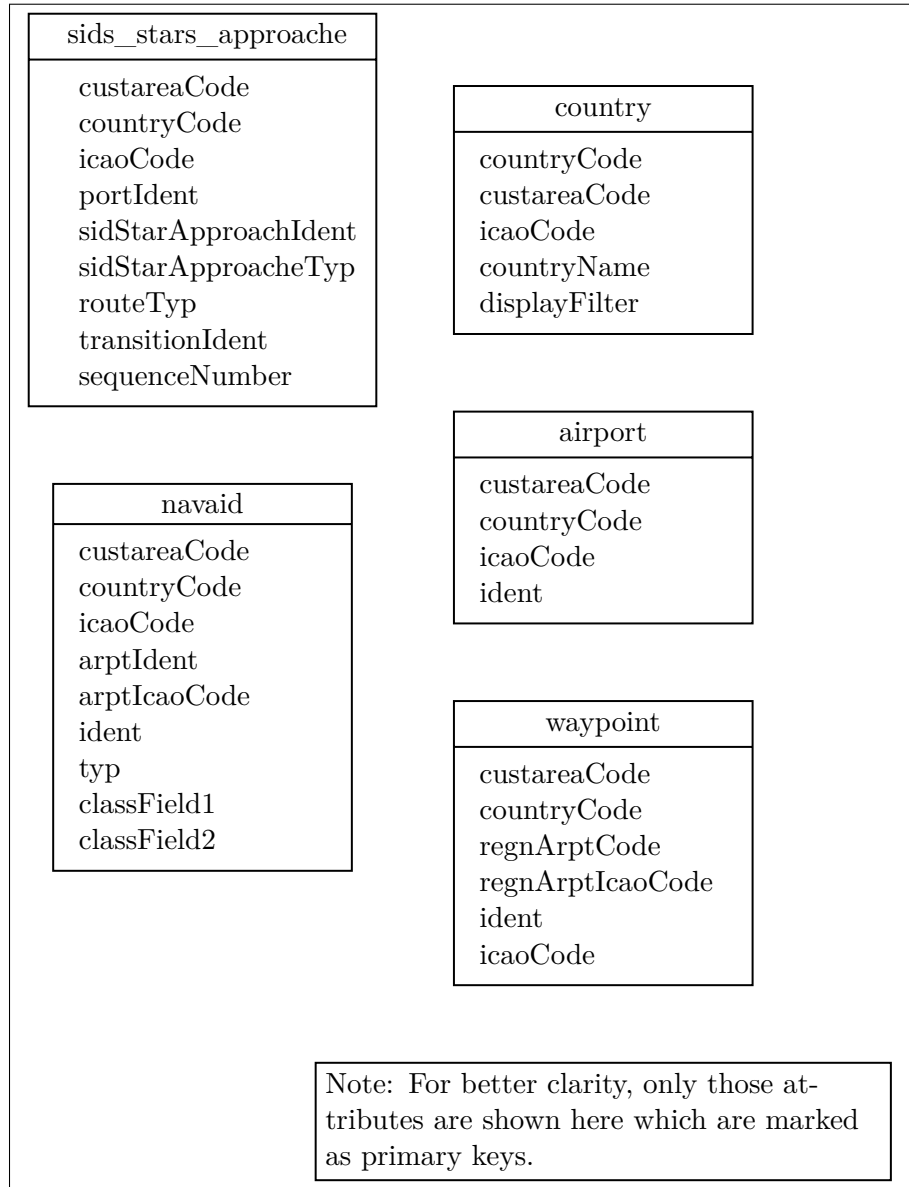 sids_stars_approache
custareaCode
countryCode
icaoCode
portIdent
sidStarApproachIdent
sidStarApproacheTyp
routeTyp
transitionIdent
sequenceNumber
country
countryCode
custareaCode
icaoCode
countryName
displayFilter
airport
custareaCode
countryCode
icaoCode
ident
navaid
custareaCode
countryCode
icaoCode
arptIdent
arptIcaoCode
ident
typ
classField1
classField2
waypoint
custareaCode
countryCode
regnArptCode
regnArptIcaoCode
ident
icaoCode
Note: For better clarity, only those at-
tributes are shown here which are marked
as primary keys.